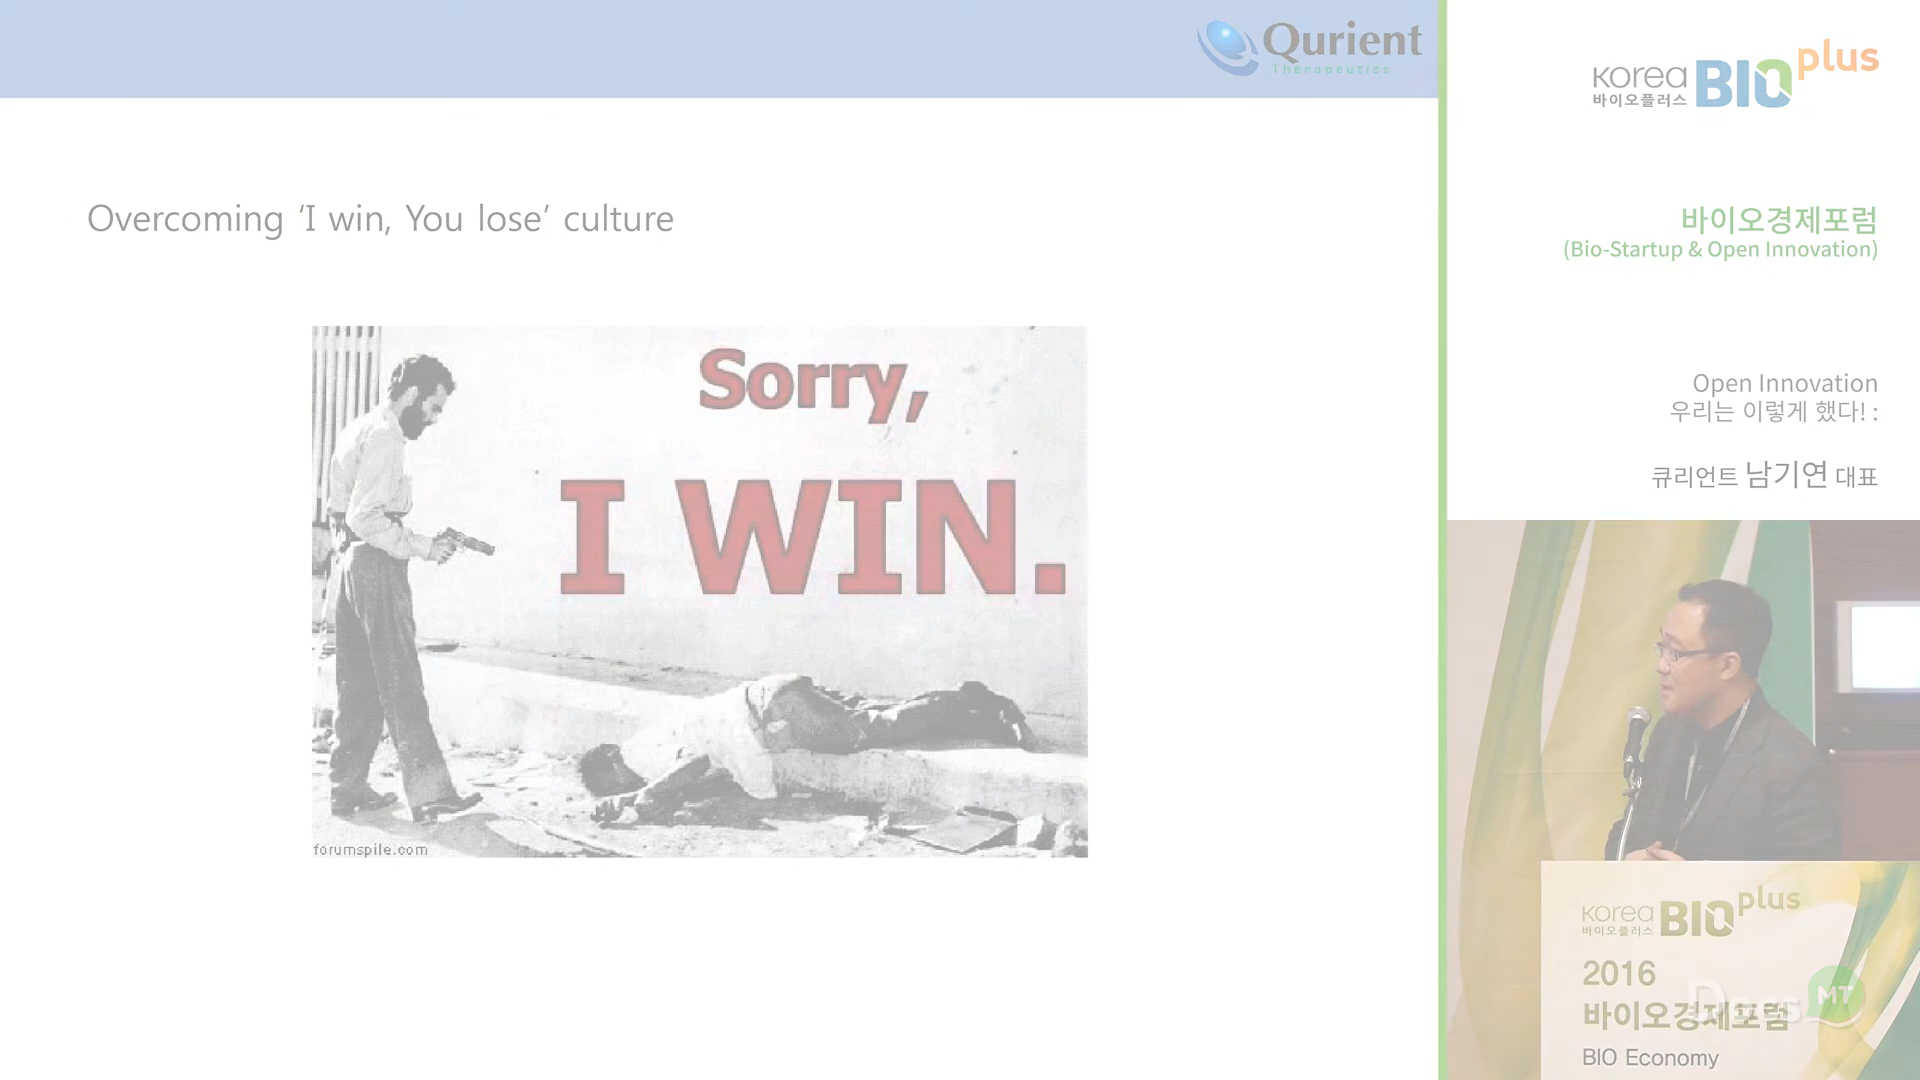 Qurient
Therapeutics
Overcoming ‘I win, You lose’ culture
Sorry,
I WIN.
forumspile.com
korea BIO plus
바이오플러스
바이오경제포럼
(Bio-Startup & Open Innovation)
Open Innovation
우리는 이렇게 했다! :
큐리언트 남기연 대표
korea BIO plus
바이오플러스
2016
바이오경제포럼
BIO Economy
MT